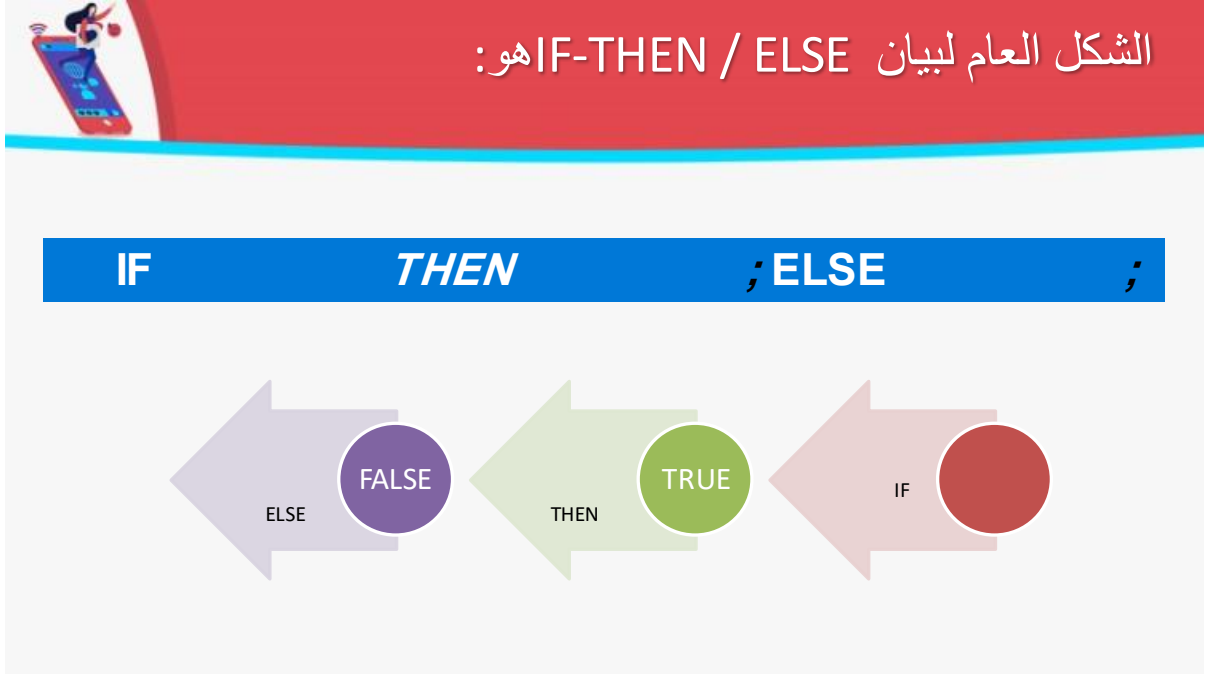 الشكل العام لبيان IF-THEN / ELSE هو:
IF THEN ; ELSE ;
IF
TRUE
THEN
FALSE
ELSE